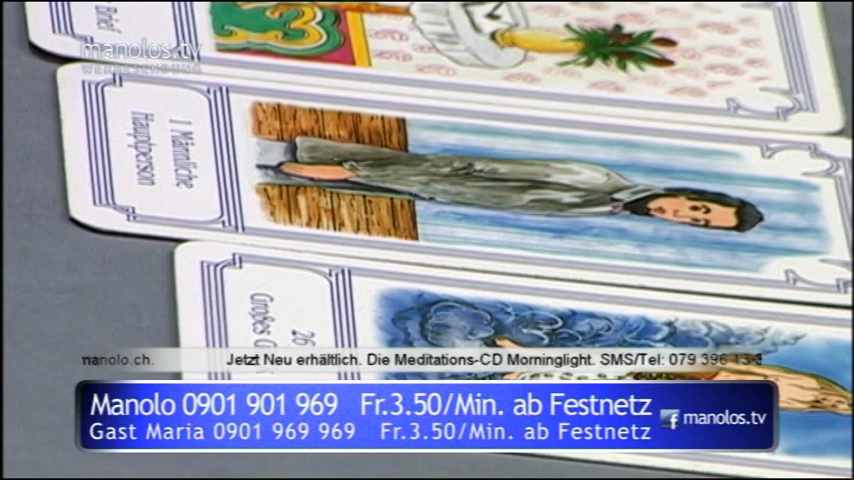 Brief
manolos.tv
WERBESENDUNG
1 Männliche
Hauptperson
26
Großes
manolo.ch. Jetzt Neu erhältlich. Die Meditations-CD Morninglight. SMS/Tel: 079 396
Manolo 0901 901 969 Fr.3.50/Min. ab Festnetz
Gast Maria 0901 969 969 Fr.3.50/Min. ab Festnetz
f manolos.tv